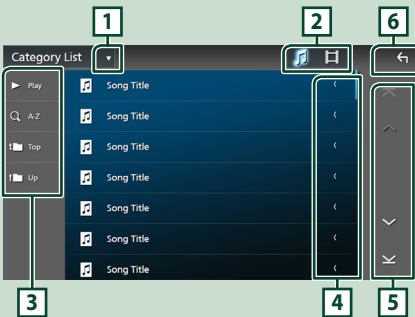 1
2
6
Category List
Play
Song Title
A-Z
Song Title
Top
Song Title
Up
Song Title
Song Title
Song Title
Song Title
3
4
5